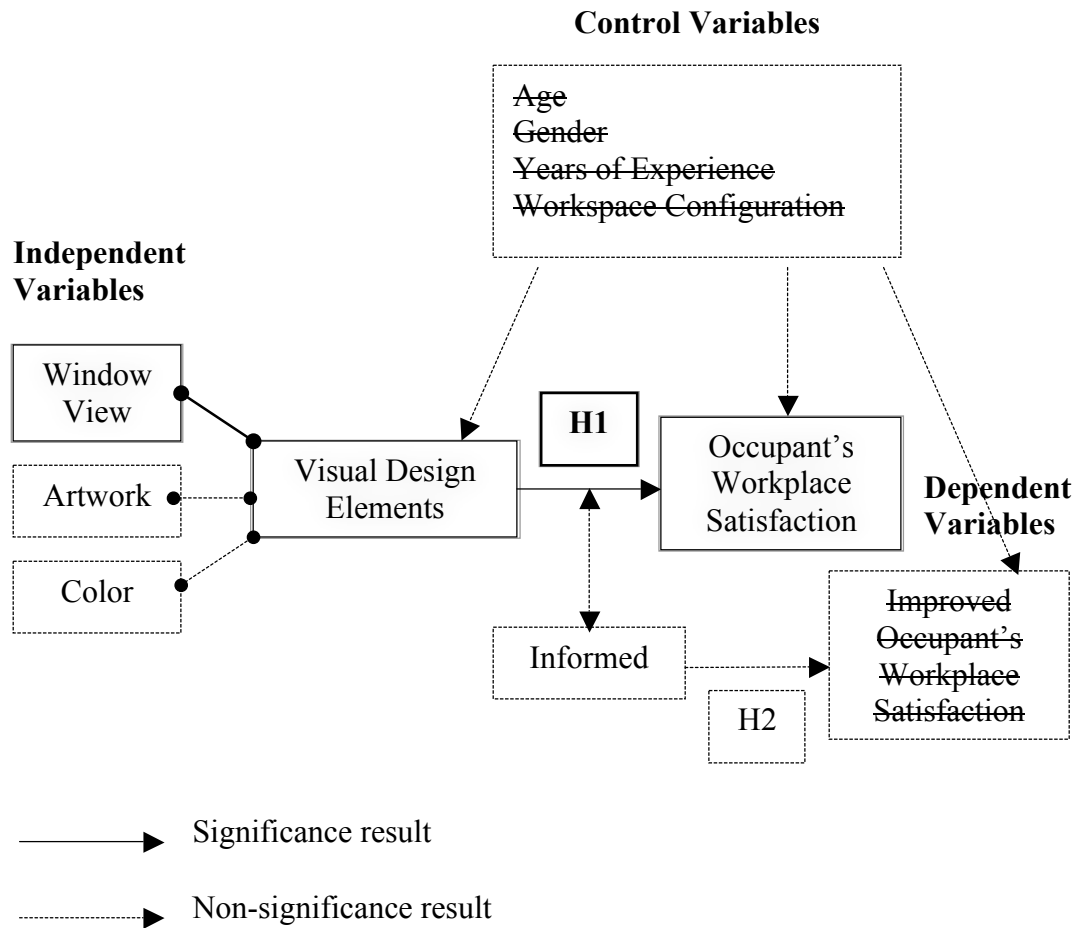 Control Variables
Age
Gender
Years of Experience
Workspace Configuration
Independent
Variables
Window
View
Artwork
Color
Visual Design
Elements
H1
Occupant’s
Workplace
Satisfaction
Dependent
Variables
Informed
H2
Improved
Occupant’s
Workplace
Satisfaction
Significance result
Non-significance result